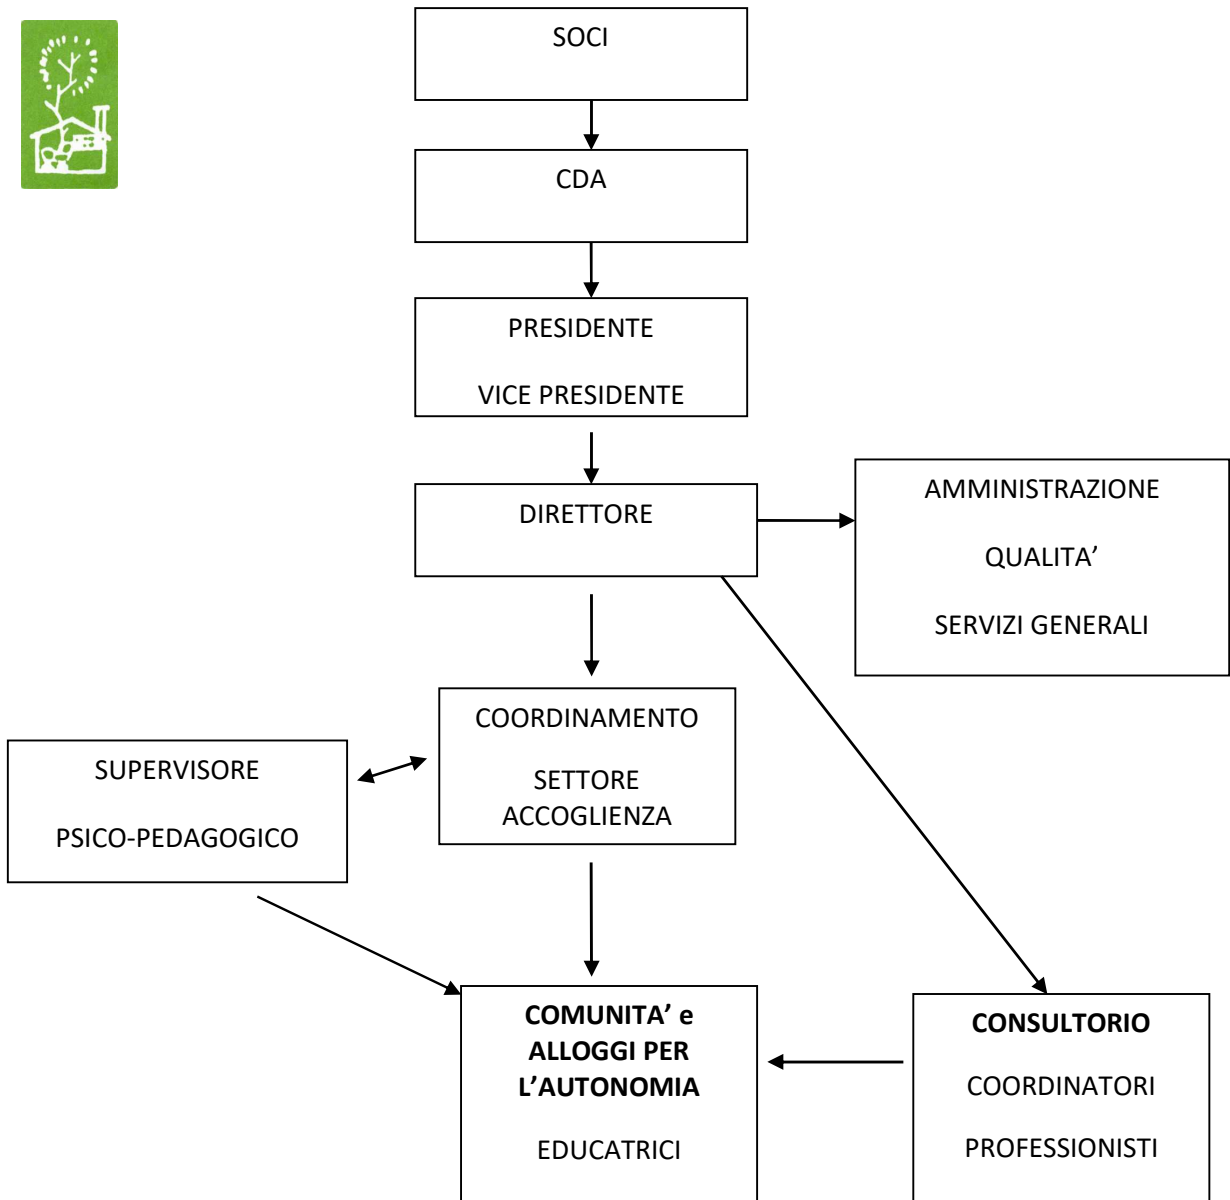 SOCI
CDA
PRESIDENTE
VICE PRESIDENTE
DIRETTORE
AMMINISTRAZIONE
QUALITA’
SERVIZI GENERALI
COORDINAMENTO
SETTORE
ACCOGLIENZA
SUPERVISORE
PSICO-PEDAGOGICO
COMUNITA’ e
ALLOGGI PER
L’AUTONOMIA
EDUCATRICI
CONSULTORIO
COORDINATORI
PROFESSIONISTI